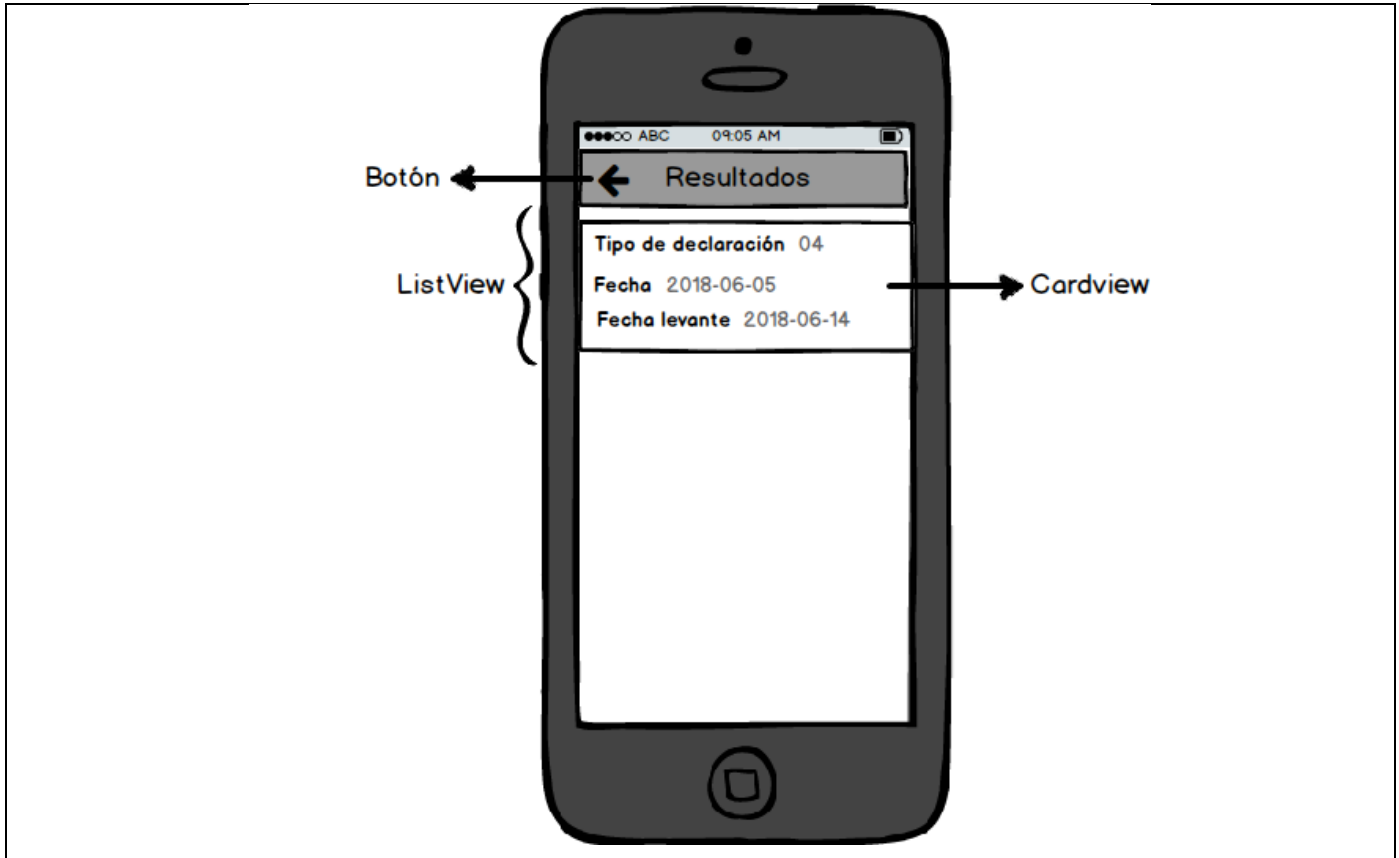 ABC 09:05 AM
Botón
Resultados
Tipo de declaración 04
ListView
Fecha 2018-06-05
Cardview
Fecha levante 2018-06-14